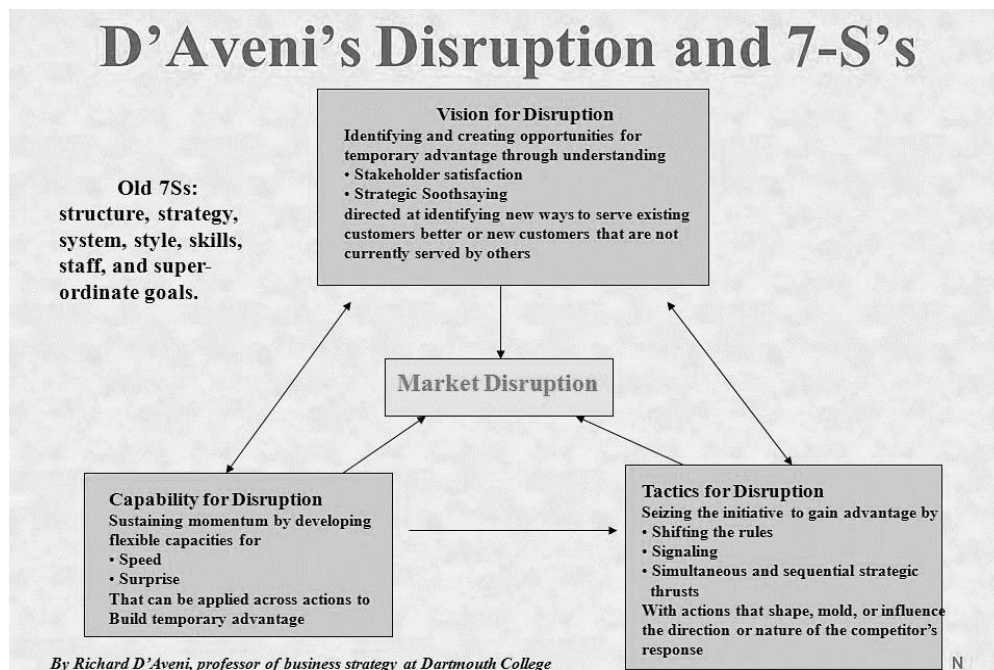 D’Aveni’s Disruption and 7-S’s
Vision for Disruption
Identifying and creating opportunities for
temporary advantage through understanding
• Stakeholder satisfaction
• Strategic Soothsaying
directed at identifying new ways to serve existing
customers better or new customers that are not
currently served by others
Old 7Ss:
structure, strategy,
system, style, skills,
staff, and super-
ordinate goals.
Market Disruption
Capability for Disruption
Sustaining momentum by developing
flexible capacities for
• Speed
• Surprise
That can be applied across actions to
Build temporary advantage
Tactics for Disruption
Seizing the initiative to gain advantage by
• Shifting the rules
• Signaling
• Simultaneous and sequential strategic
thrusts
With actions that shape, mold, or influence
the direction or nature of the competitor’s
response
By Richard D’Aveni, professor of business strategy at Dartmouth College
N